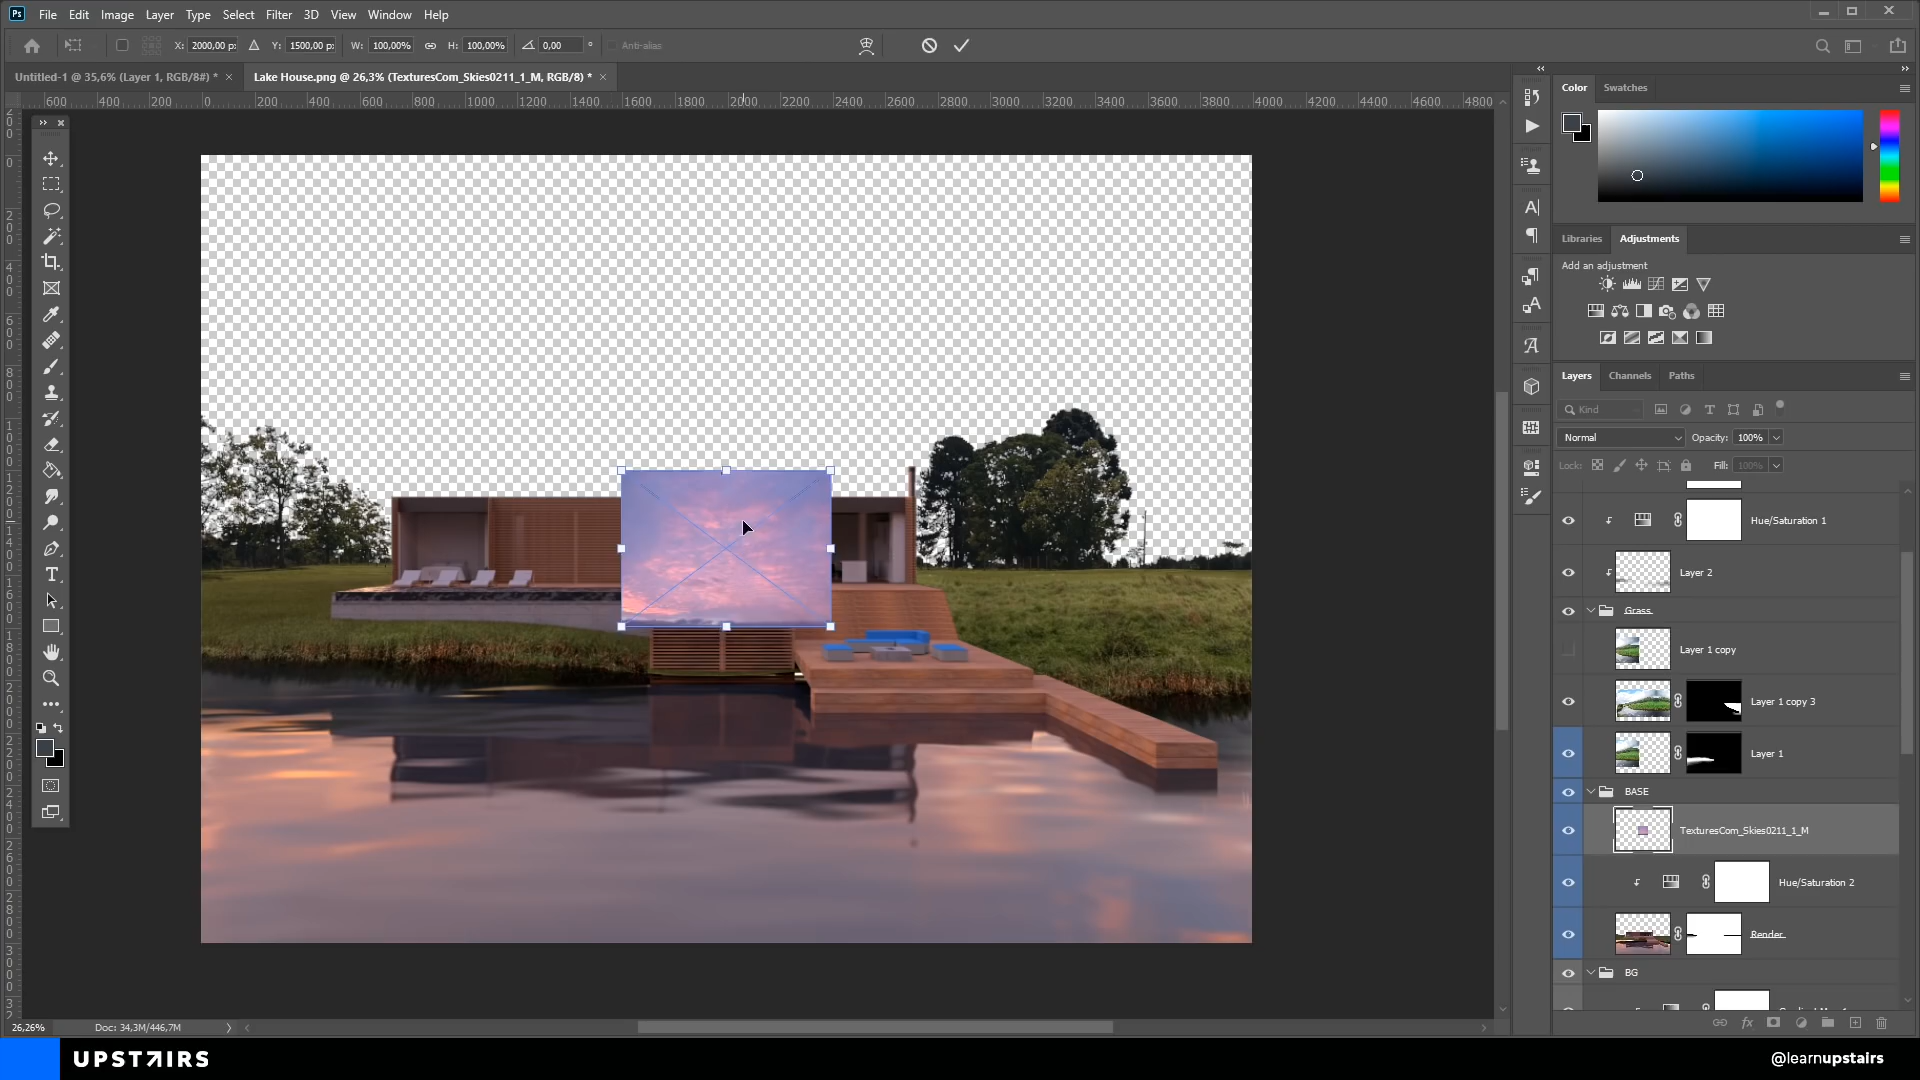 Ps File Edit Image Layer Type Select Filter 3D View Window Help
X: 2000,00 p: Y: 1500,00 p: W: 100,00% H: 100,00% 0,00 ° Anti-alias
Untitled-1 @ 35,6% (Layer 1, RGB/8#) * × Lake House.png @ 26,3% (TexturesCom_Skies0211_1_M, RGB/8) * ×
600 400 200 0 200 400 600 800 1000 1200 1400 1600 1800 2000 2200 2400 2600 2800 3000 3200 3400 3600 3800 4000 4200 4400 4600 4800
Color Swatches
Libraries Adjustments
Add an adjustment
Layers Channels Paths
Kind
Normal Opacity: 100%
Lock: Fill: 100%
Hue/Saturation 1
Layer 2
Grass
Layer 1 copy
Layer 1 copy 3
Layer 1
BASE
TexturesCom_Skies0211_1_M
Hue/Saturation 2
Render
BG
26,26% Doc: 34,3M/446,7M
UPSTAIRS
@learnupstairs